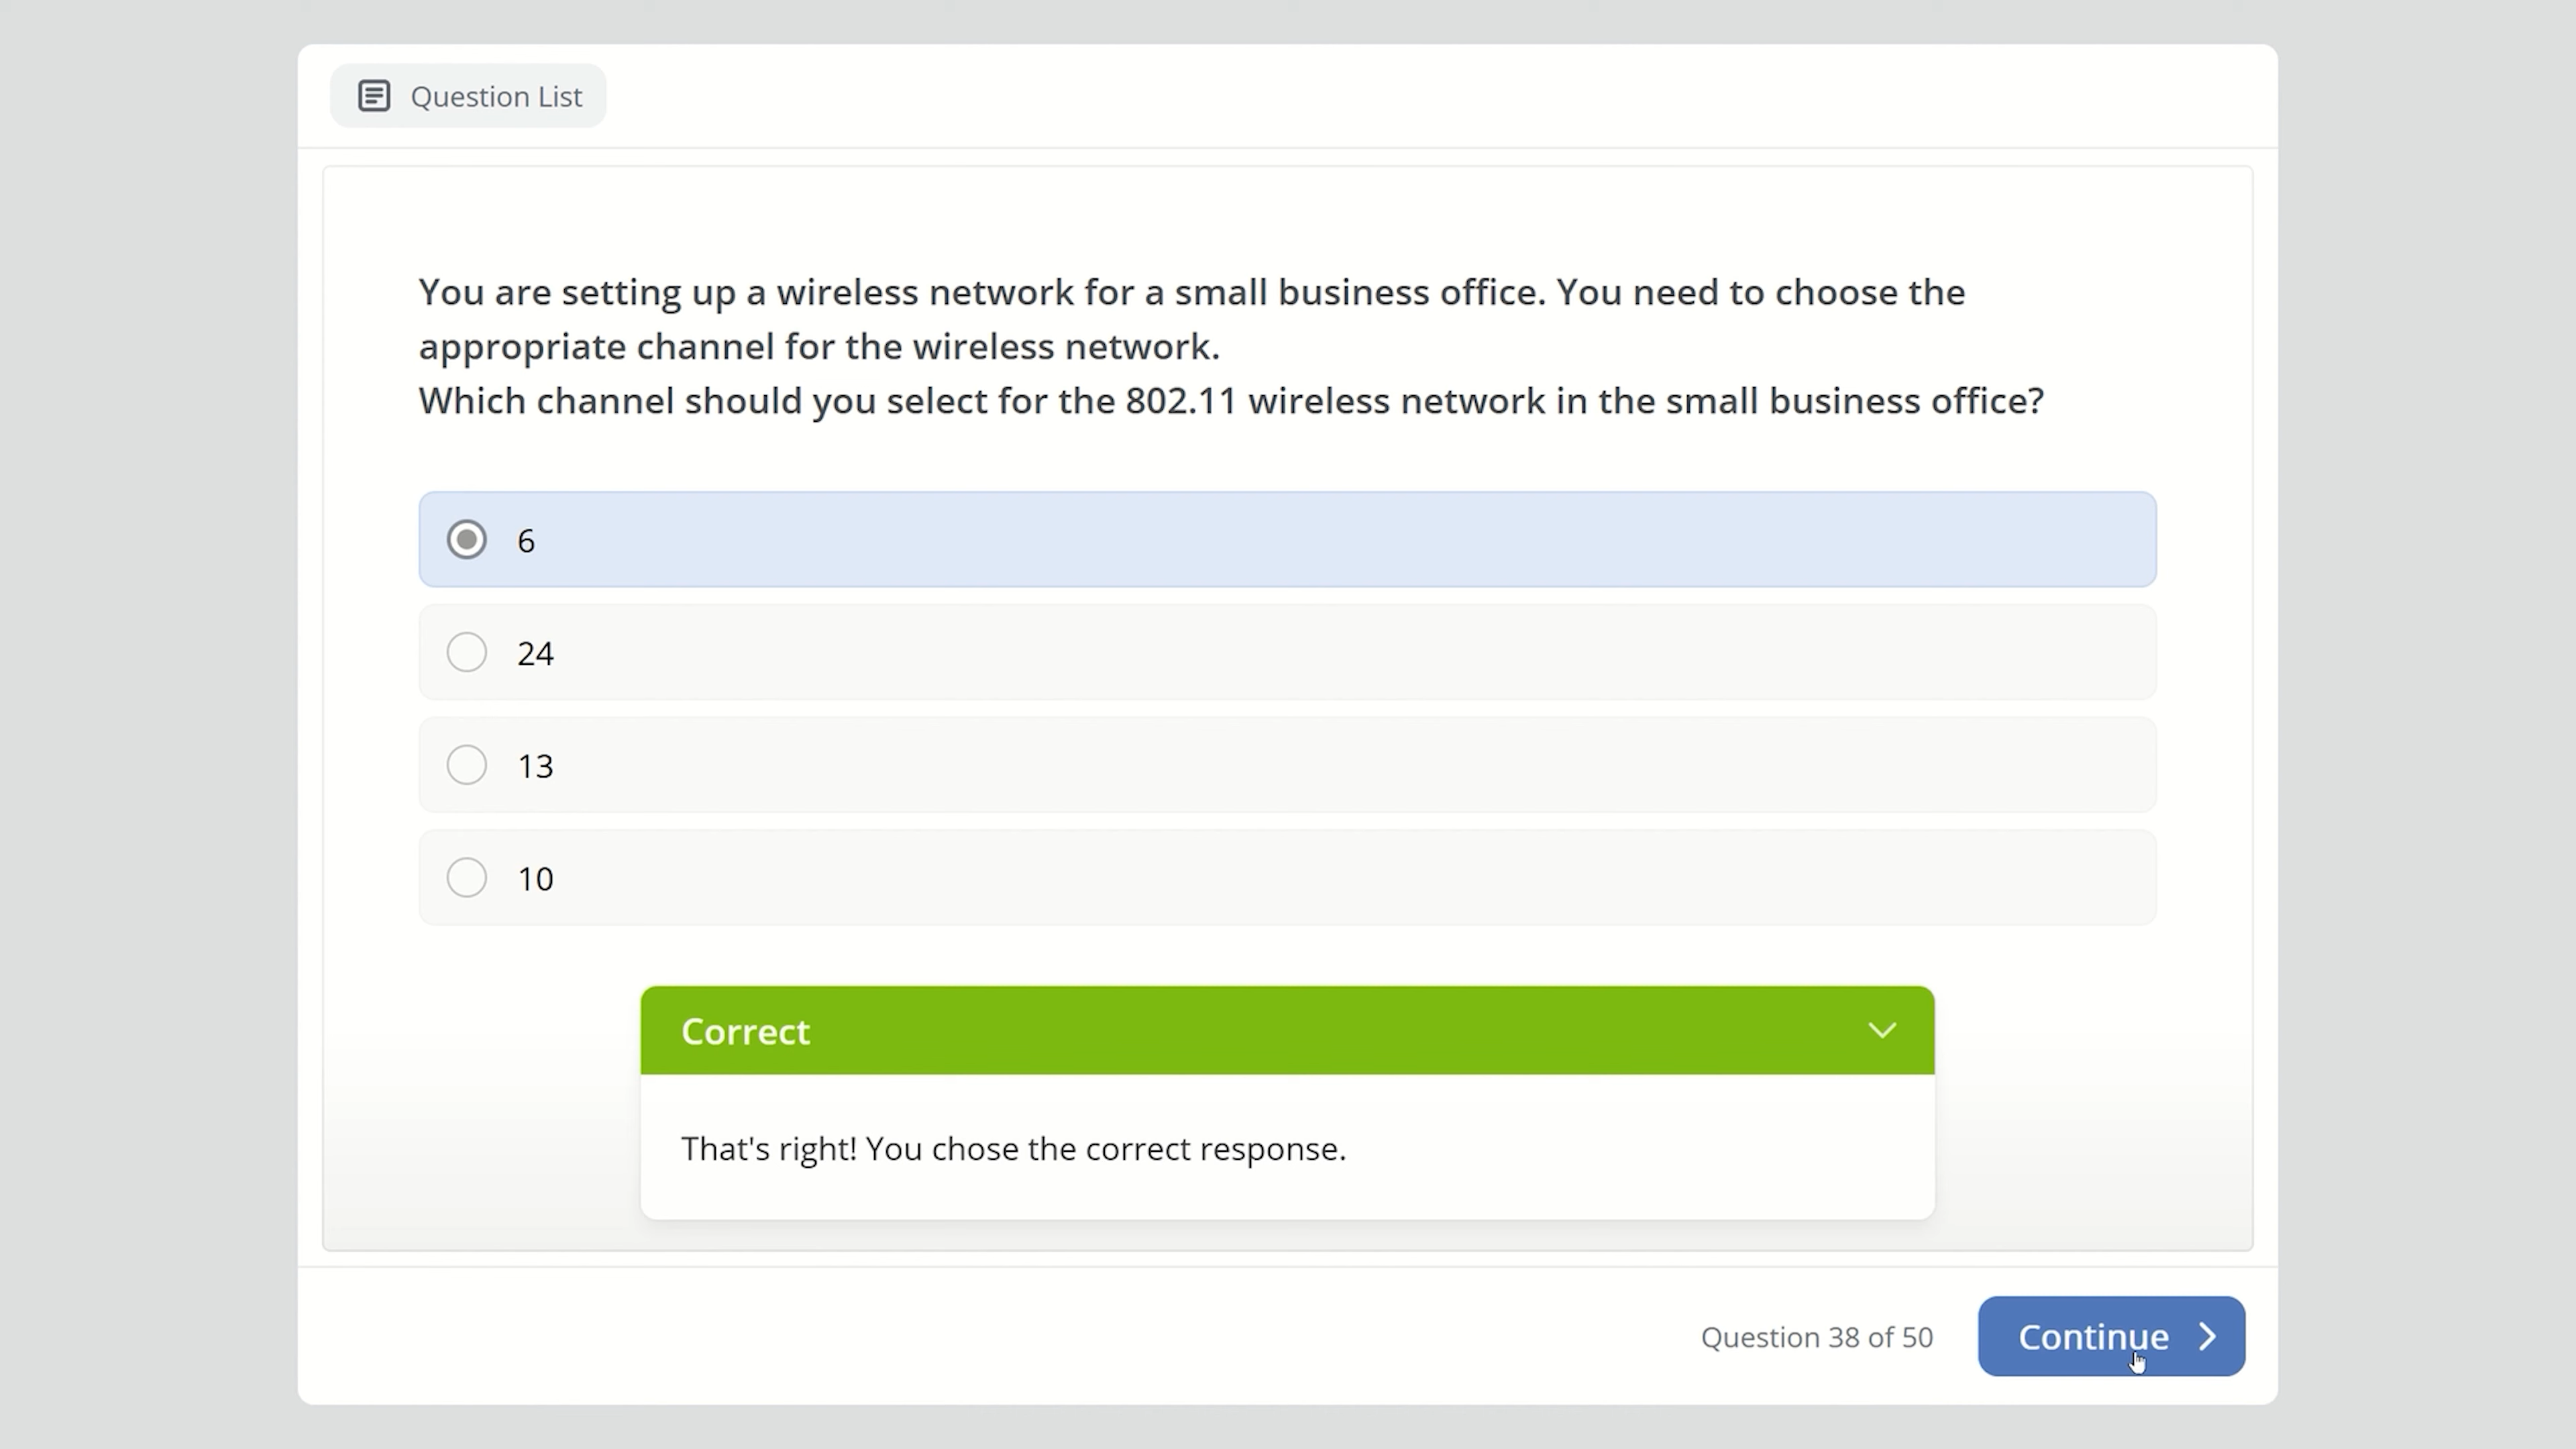 Question List
You are setting up a wireless network for a small business office. You need to choose the
appropriate channel for the wireless network.
Which channel should you select for the 802.11 wireless network in the small business office?
6
24
13
10
Correct
That's right! You chose the correct response.
Question 38 of 50
Continue